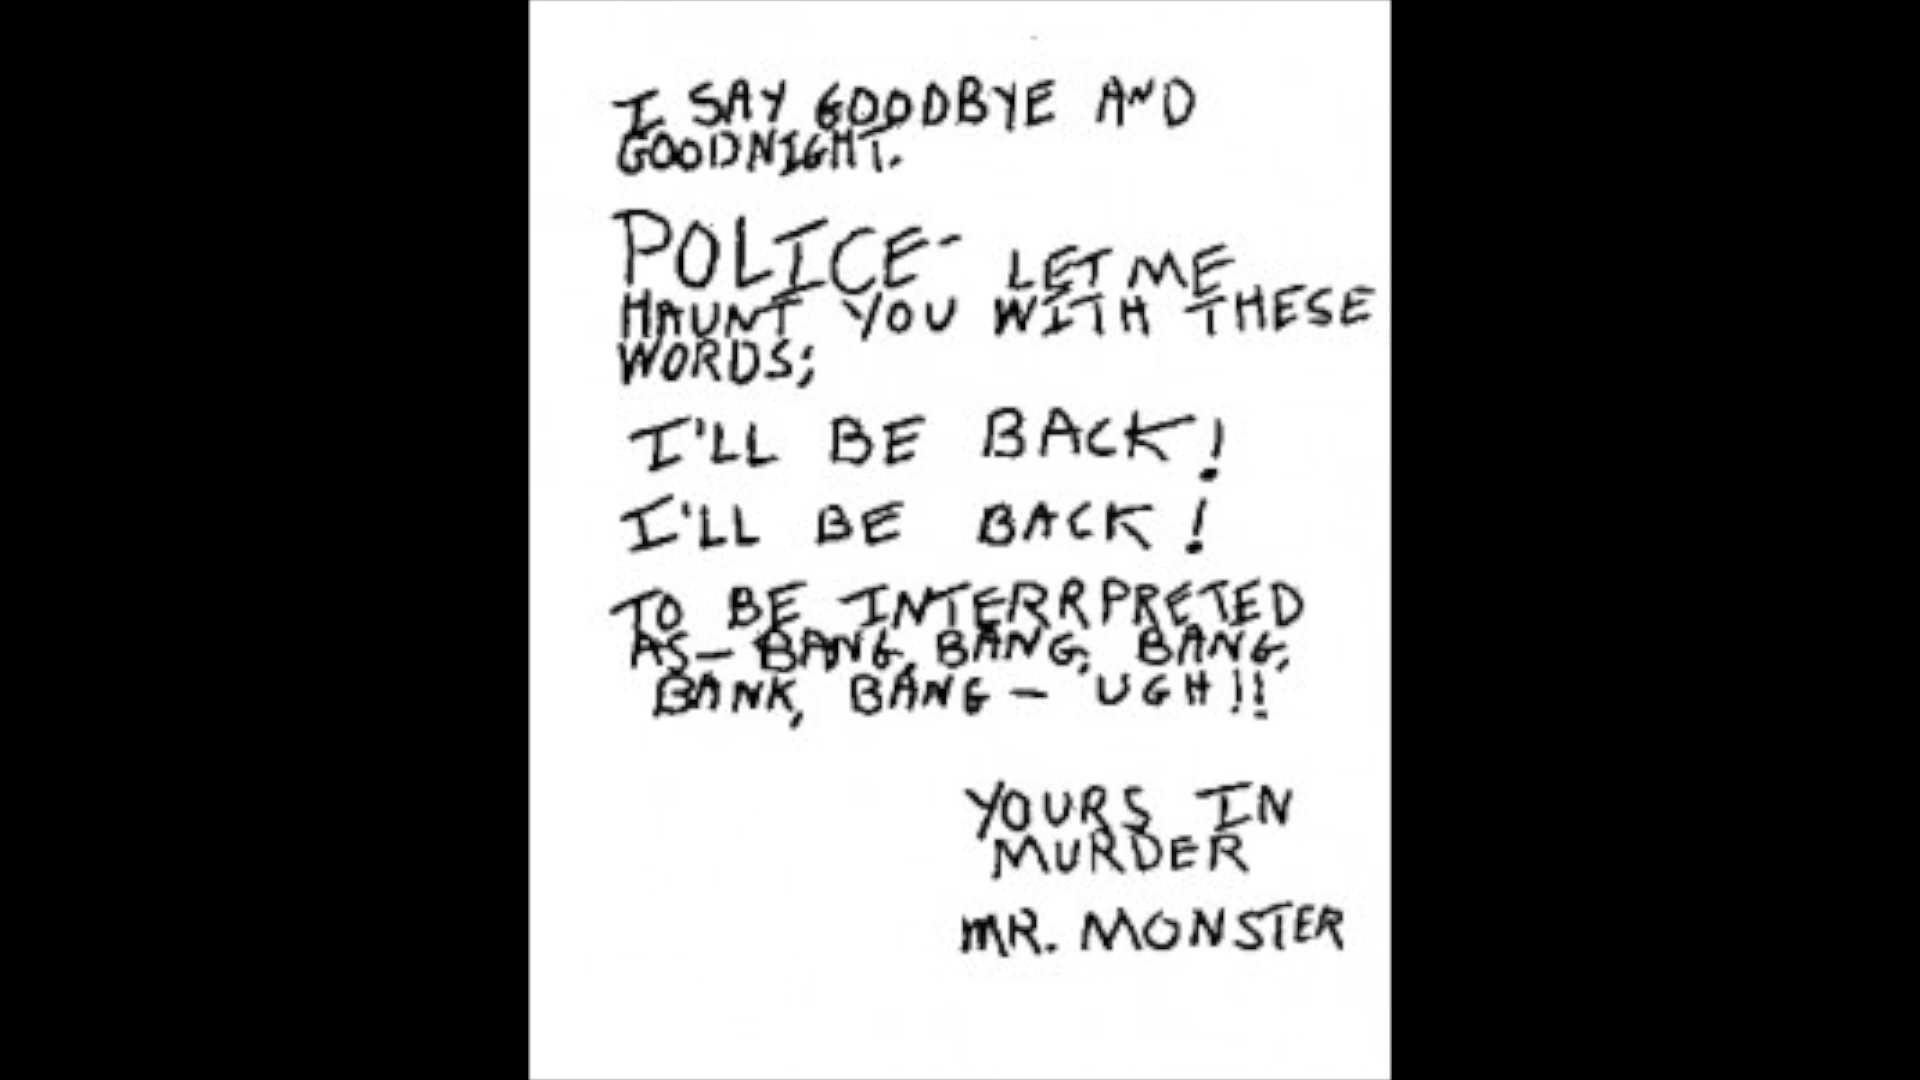 I SAY GOODBYE AND
GOODNIGHT.
POLICE- LET ME
HAUNT YOU WITH THESE
WORDS;
I'LL BE BACK!
I'LL BE BACK!
TO BE INTERRPRETED
AS— BANG, BANG, BANG,
BANK, BANG — UGH!!
YOURS IN
MURDER
MR. MONSTER